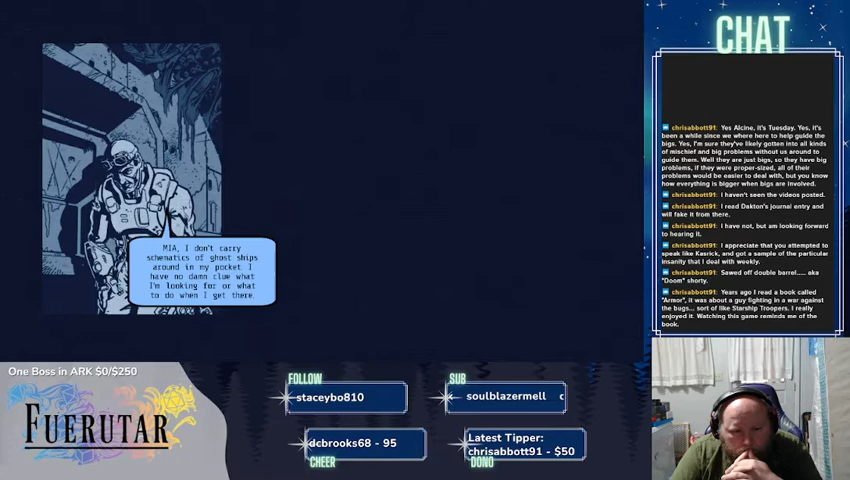 CHAT
chrisabbott91: Yes Alcine, it's Tuesday. Yes, it's
been a while since we where here to help guide the
bigs. Yes, I'm sure they've likely gotten into all kinds
of mischief and big problems without us around to
guide them. Well they are just bigs, so they have big
problems, if they were proper-sized, all of their
problems would be easier to deal with, but you know
how everything is bigger when bigs are involved.
chrisabbott91: I haven't seen the videos posted.
chrisabbott91: I read Dakton's journal entry and
will fake it from there.
chrisabbott91: I have not, but am looking forward
to hearing it.
chrisabbott91: I appreciate that you attempted to
speak like Kasrick, and got a sample of the particular
insanity that I deal with weekly.
chrisabbott91: Sawed off double barrel..... aka
"Doom" shorty.
chrisabbott91: Years ago I read a book called
"Armor", it was about a guy fighting in a war against
the bugs... sort of like Starship Troopers. I really
enjoyed it. Watching this game reminds me of the
book.
MIA, I don't carry
schematics of ghost ships
around in my pocket. I
have no damn clue what
I'm looking for or what
to do when I get there.
One Boss in ARK $0/$250
FUERUTAR
FOLLOW
staceybo810
SUB
soulblazermell
dcbrooks68 - 95
CHEER
Latest Tipper:
chrisabbott91 - $50
DONO